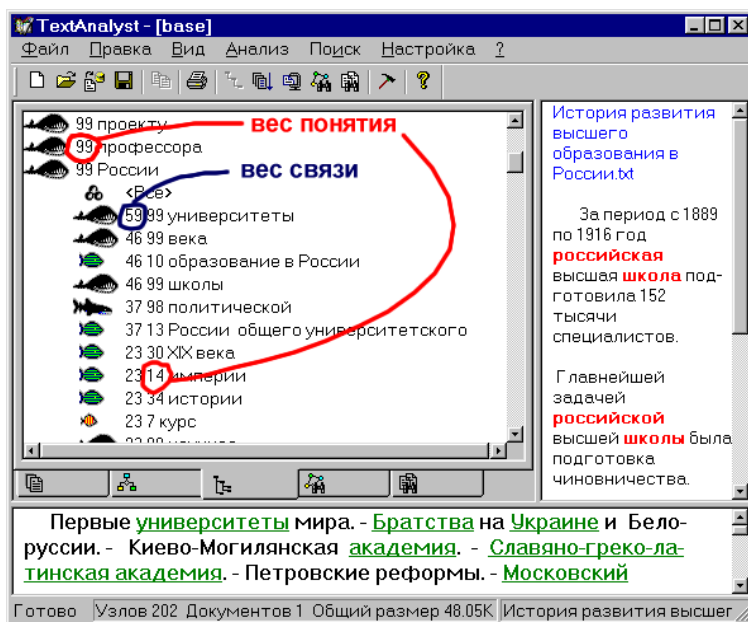 TextAnalyst - [base]
Файл Правка Вид Анализ Поиск Настройка ?
99 проекту
вес понятия
99 профессора
99 России
вес связи
<Все>
59 99 университеты
46 99 века
46 10 образование в России
46 99 школы
37 98 политической
37 13 России общего университетского
23 30 XIX века
23 14 империи
23 34 истории
23 7 курс
История развития
высшего
образования в
России.txt
За период с 1889
по 1916 год
российская
высшая школа под-
готовила 152
тысячи
специалистов.
Главнейшей
задачей
российской
высшей школы была
подготовка
чиновничества.
Первые университеты мира. - Братства на Украине и Бело-
руссии. - Киево-Могилянская академия. - Славяно-греко-ла-
тинская академия. - Петровские реформы. - Московский
Готово Узлов 202 Документов 1 Общий размер 48.05K История развития высшег